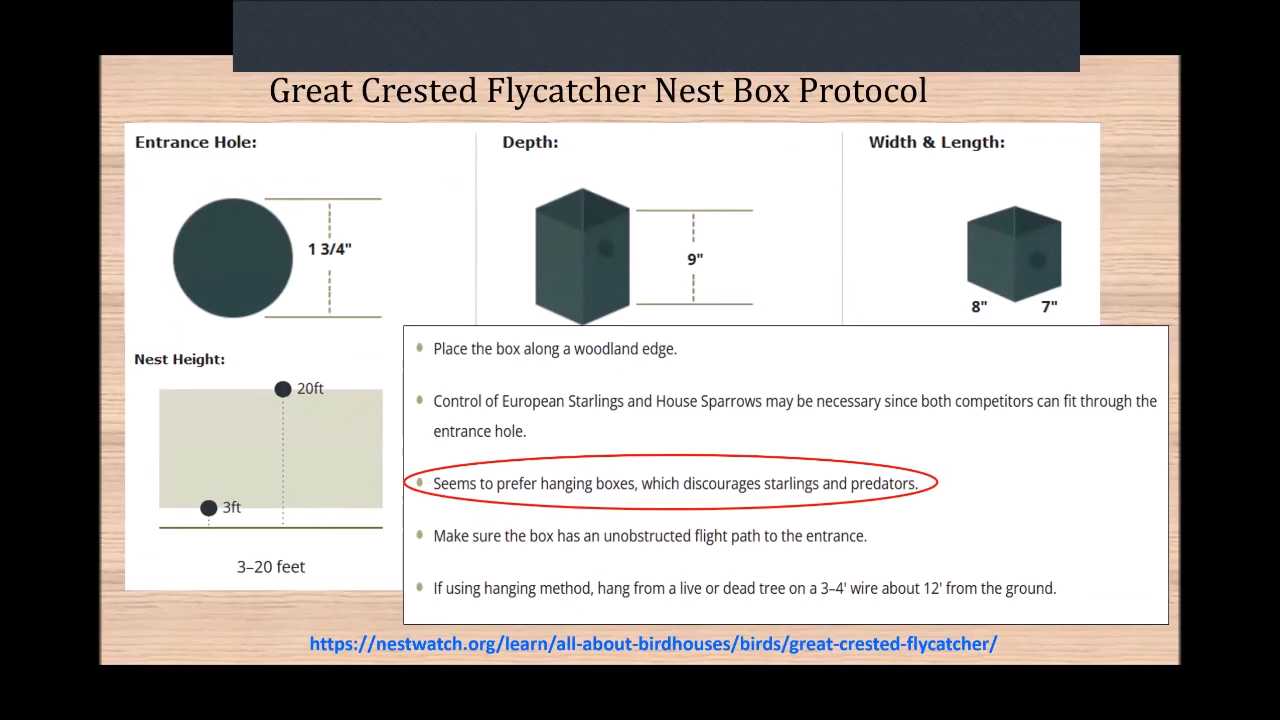 Great Crested Flycatcher Nest Box Protocol
Entrance Hole:
1 3/4"
Depth:
9"
Width & Length:
8"
7"
Nest Height:
20ft
3ft
3–20 feet
Place the box along a woodland edge.
Control of European Starlings and House Sparrows may be necessary since both competitors can fit through the
entrance hole.
Seems to prefer hanging boxes, which discourages starlings and predators.
Make sure the box has an unobstructed flight path to the entrance.
If using hanging method, hang from a live or dead tree on a 3–4' wire about 12' from the ground.
https://nestwatch.org/learn/all-about-birdhouses/birds/great-crested-flycatcher/